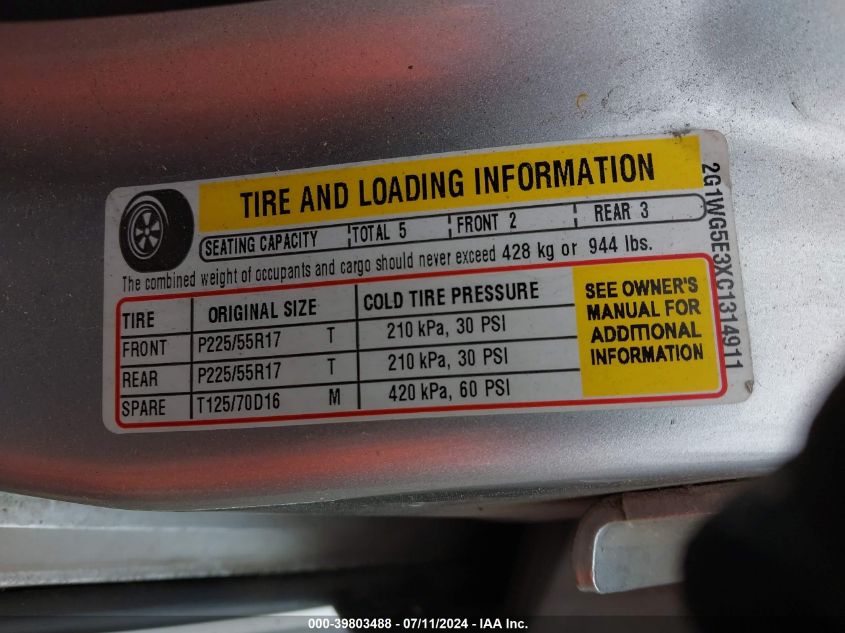 TIRE AND LOADING INFORMATION
SEATING CAPACITY TOTAL 5 FRONT 2 REAR 3
The combined weight of occupants and cargo should never exceed 428 kg or 944 lbs.
TIRE ORIGINAL SIZE COLD TIRE PRESSURE
FRONT P225/55R17 T 210 kPa, 30 PSI
REAR P225/55R17 T 210 kPa, 30 PSI
SPARE T125/70D16 M 420 kPa, 60 PSI
SEE OWNER'S
MANUAL FOR
ADDITIONAL
INFORMATION
2G1WG5E3XC1314911
000-39803488 - 07/11/2024 - IAA Inc.